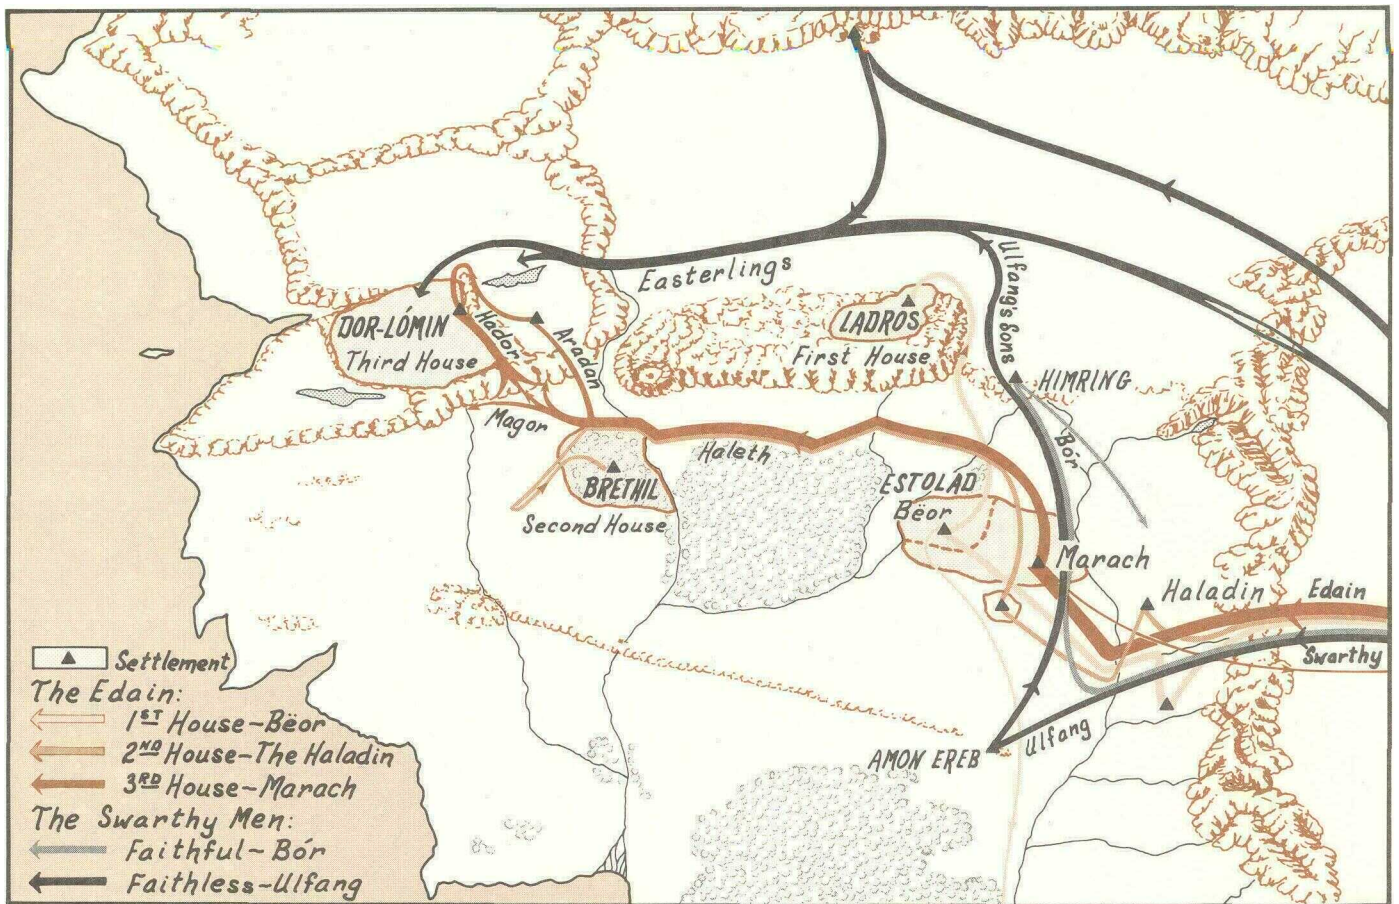 Easterlings
Ulfang's Sons
DOR-LÓMIN
Third House
Hador
Aradan
LADROS
First House
HIMRING
Bór
Magor
Haleth
BRETHIL
Second House
ESTOLAD
Bëor
Marach
Haladin
Edain
Swarthy
Ulfang
AMON EREB
Settlement
The Edain:
1ST House~Bëor
2ND House~The Haladin
3RD House~Marach
The Swarthy Men:
Faithful~Bór
Faithless~Ulfang